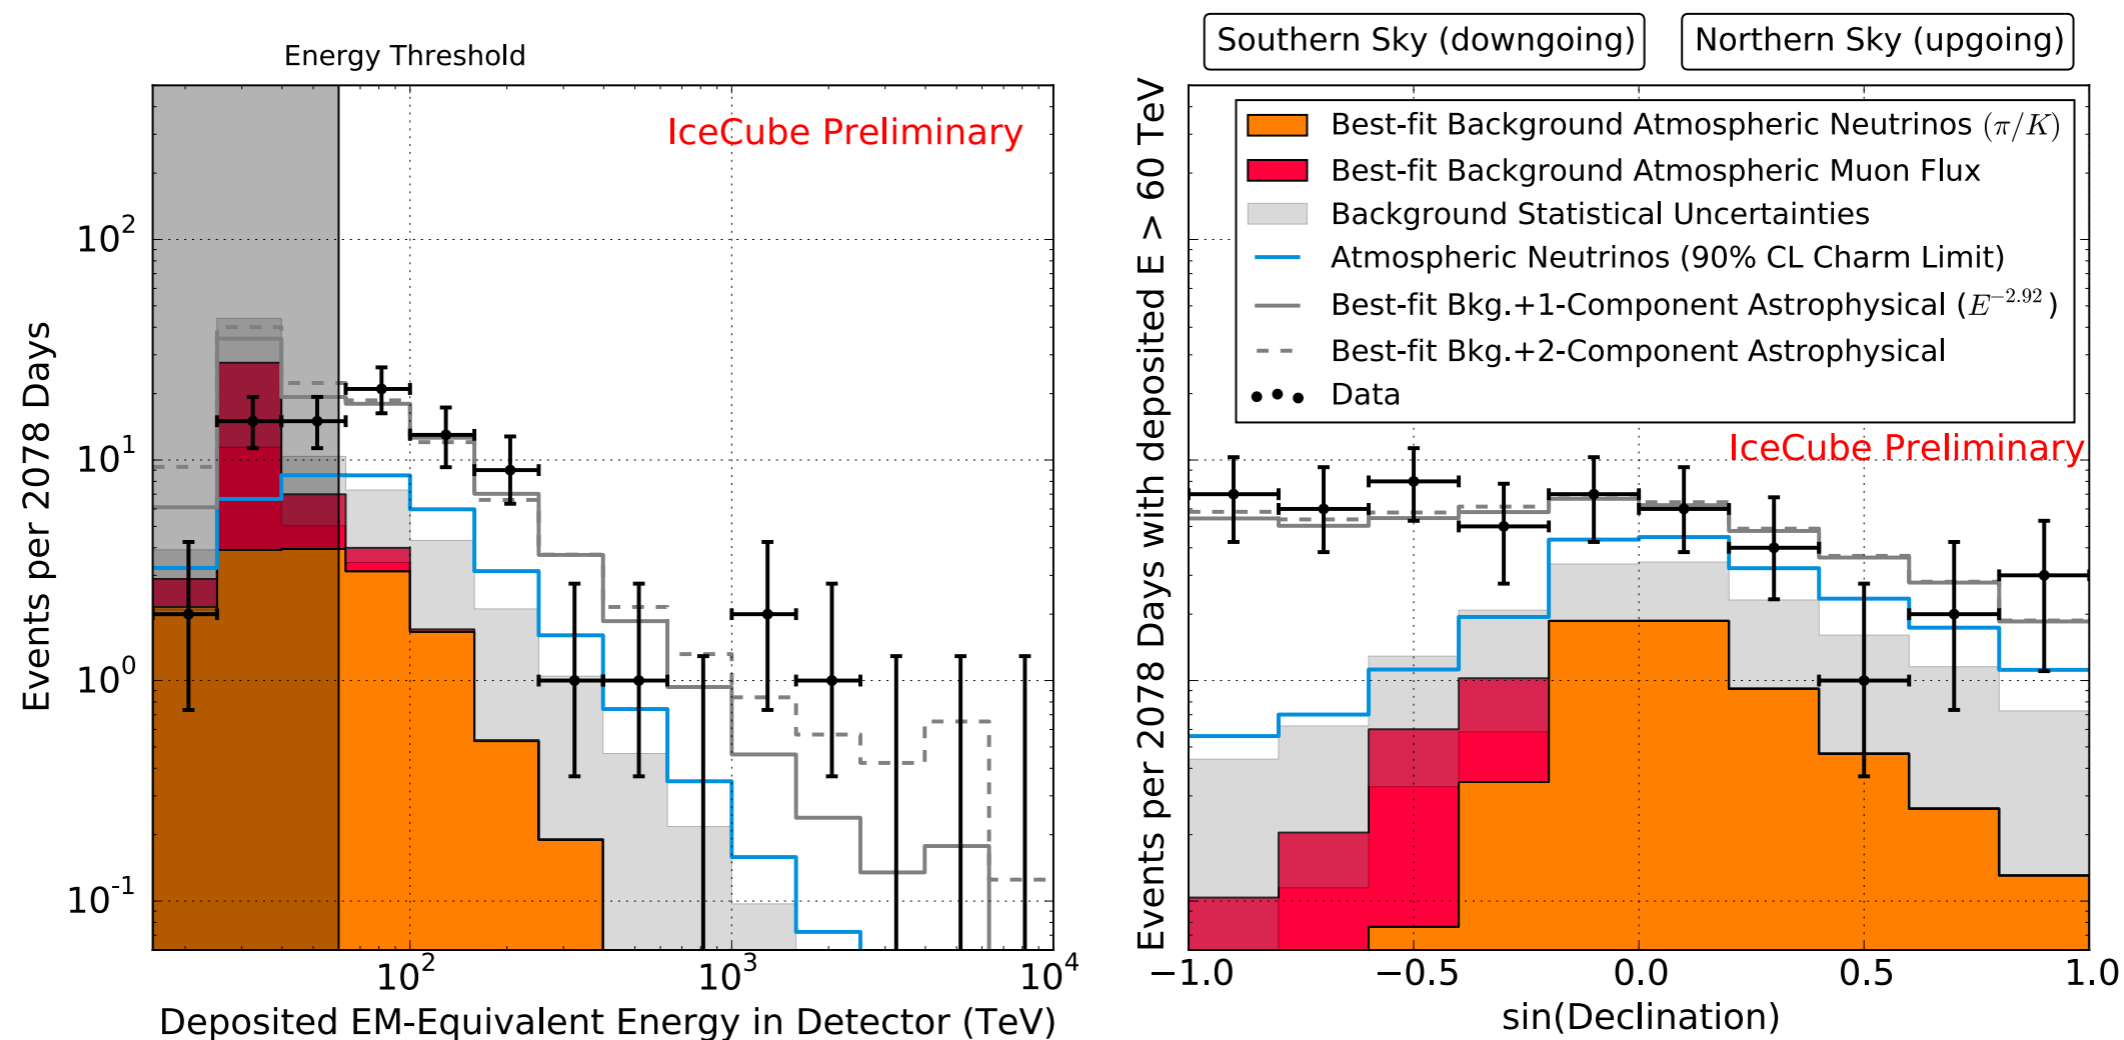 Energy Threshold
IceCube Preliminary
Events per 2078 Days
10^2
10^1
10^0
10^-1
10^2
10^3
10^4
Deposited EM-Equivalent Energy in Detector (TeV)
Southern Sky (downgoing)
Northern Sky (upgoing)
Events per 2078 Days with deposited E > 60 TeV
Best-fit Background Atmospheric Neutrinos (π/K)
Best-fit Background Atmospheric Muon Flux
Background Statistical Uncertainties
Atmospheric Neutrinos (90% CL Charm Limit)
Best-fit Bkg.+1-Component Astrophysical (E^−2.92)
Best-fit Bkg.+2-Component Astrophysical
Data
IceCube Preliminary
−1.0
−0.5
0.0
0.5
1.0
sin(Declination)